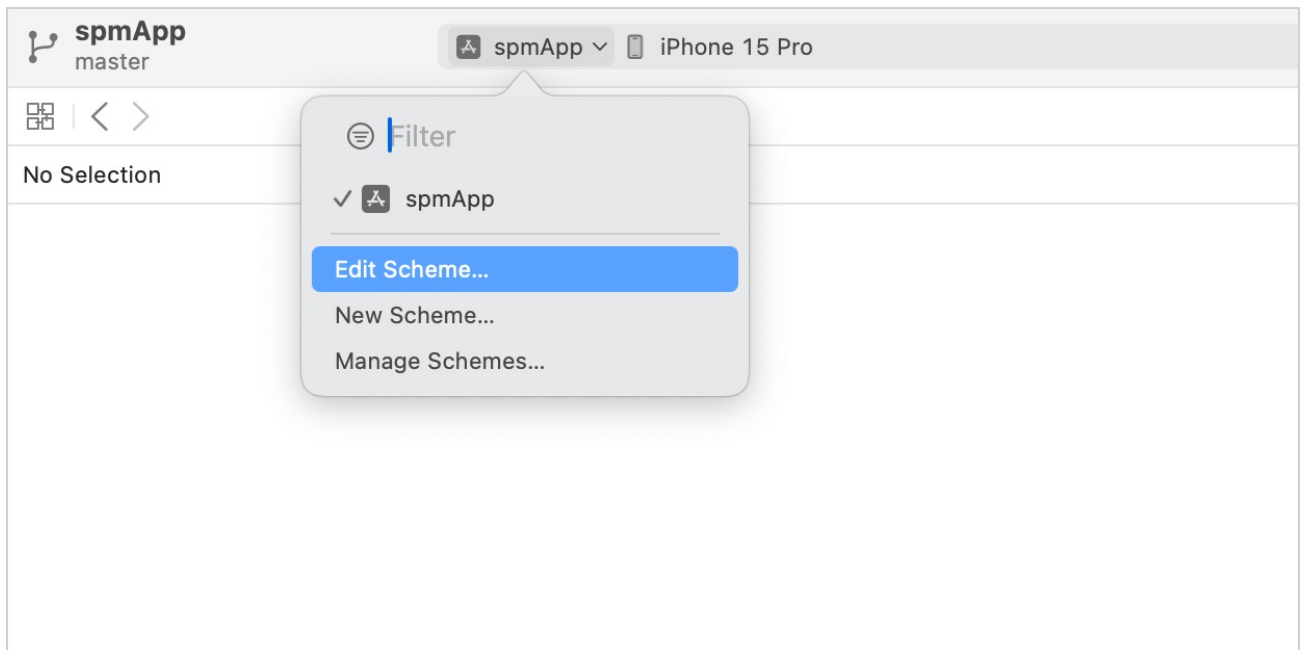 spmApp
master
spmApp iPhone 15 Pro
Filter
No Selection
spmApp
Edit Scheme...
New Scheme...
Manage Schemes...